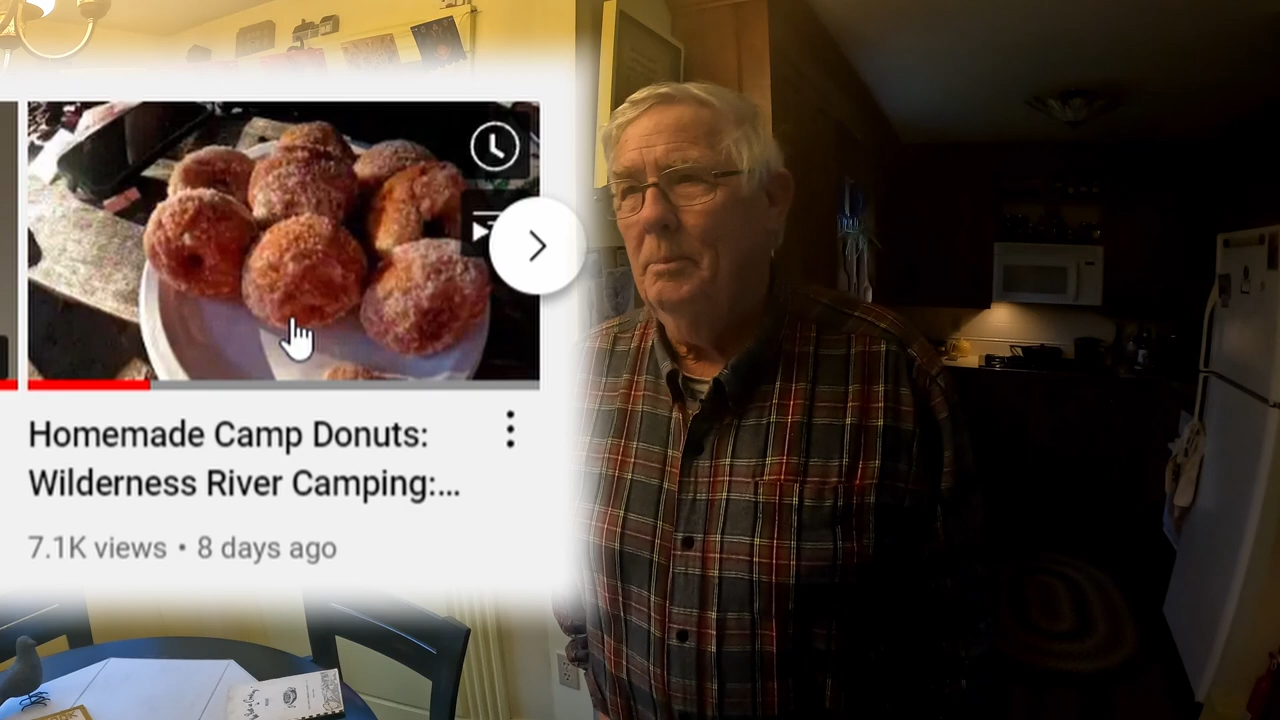 Homemade Camp Donuts:
Wilderness River Camping:...
7.1K views • 8 days ago